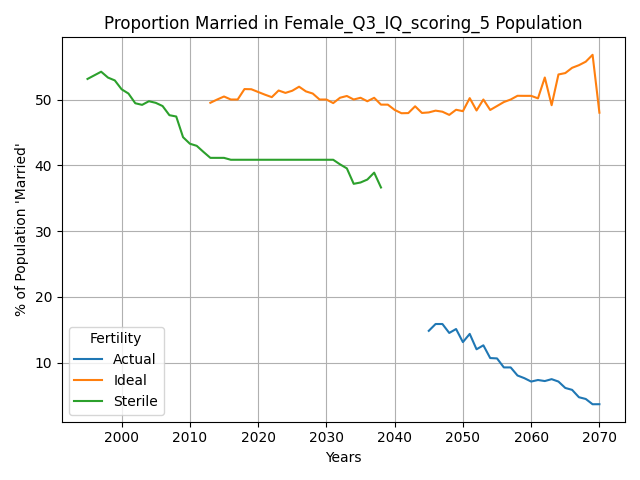 Proportion Married in Female_Q3_IQ_scoring_5 Population
% of Population 'Married'
50
40
30
20
10
Fertility
Actual
Ideal
Sterile
2000 2010 2020 2030 2040 2050 2060 2070
Years